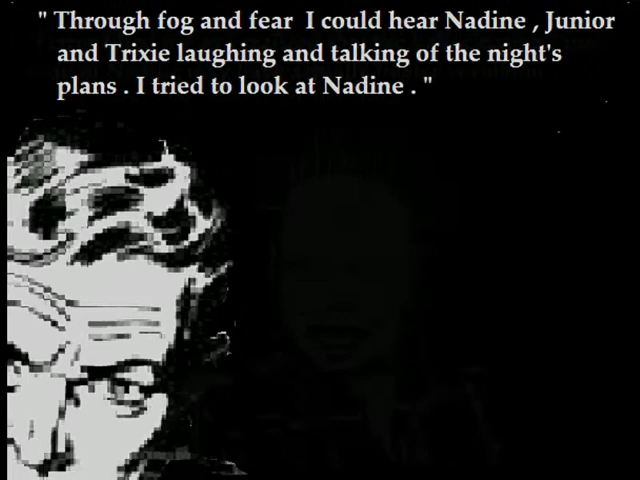 " Through fog and fear  I could hear Nadine , Junior
and Trixie laughing and talking of the night's
plans . I tried to look at Nadine . "